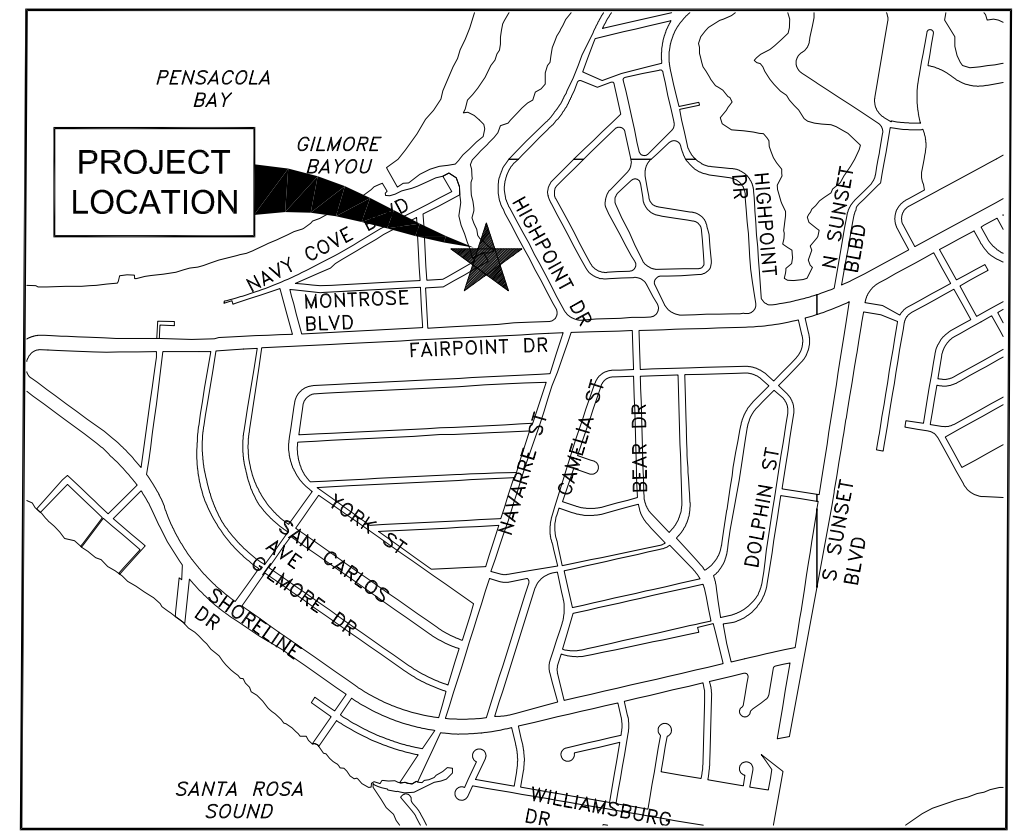 PENSACOLA
BAY
GILMORE
BAYOU
PROJECT
LOCATION
NAVY COVE BLVD
MONTROSE
BLVD
HIGHPOINT DR
HIGHPOINT
DR
N SUNSET
BLBD
FAIRPOINT DR
NAVARRE ST
CAMELIA ST
BEAR DR
DOLPHIN ST
S SUNSET
BLVD
YORK ST
SAN CARLOS
AVE
GILMORE DR
SHORELINE
DR
SANTA ROSA
SOUND
WILLIAMSBURG
DR